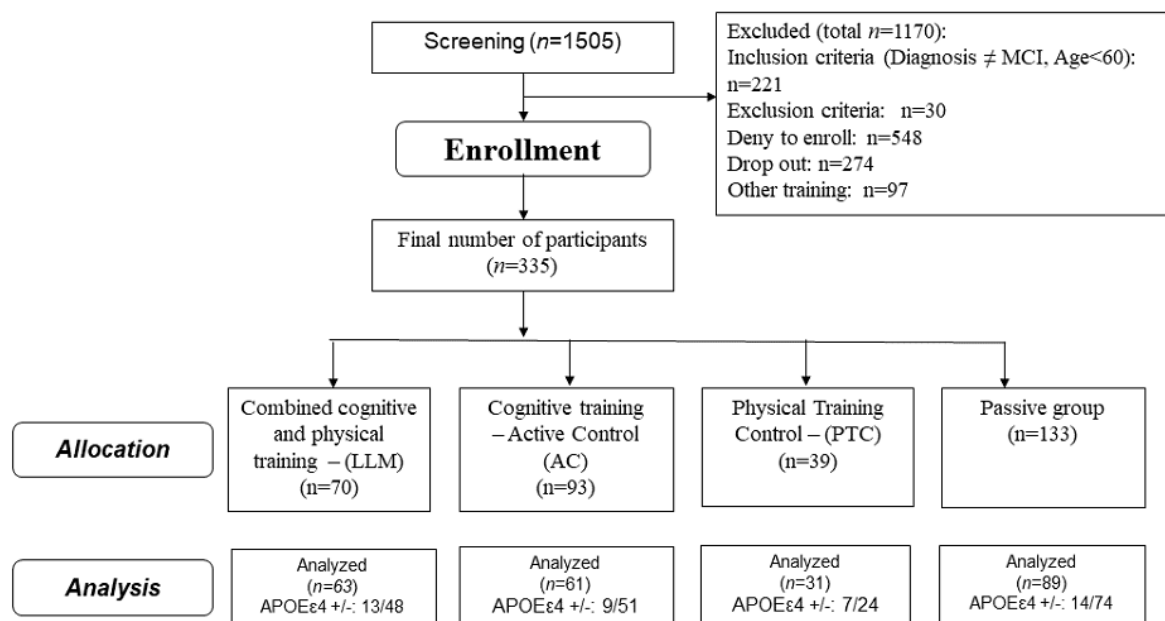 Screening (n=1505)
Excluded (total n=1170):
Inclusion criteria (Diagnosis ≠ MCI, Age<60):
n=221
Exclusion criteria: n=30
Deny to enroll: n=548
Drop out: n=274
Other training: n=97
Enrollment
Final number of participants
(n=335)
Allocation
Combined cognitive
and physical
training – (LLM)
(n=70)
Cognitive training
– Active Control
(AC)
(n=93)
Physical Training
Control – (PTC)
(n=39)
Passive group
(n=133)
Analysis
Analyzed
(n=63)
APOEε4 +/-: 13/48
Analyzed
(n=61)
APOEε4 +/-: 9/51
Analyzed
(n=31)
APOEε4 +/-: 7/24
Analyzed
(n=89)
APOEε4 +/-: 14/74